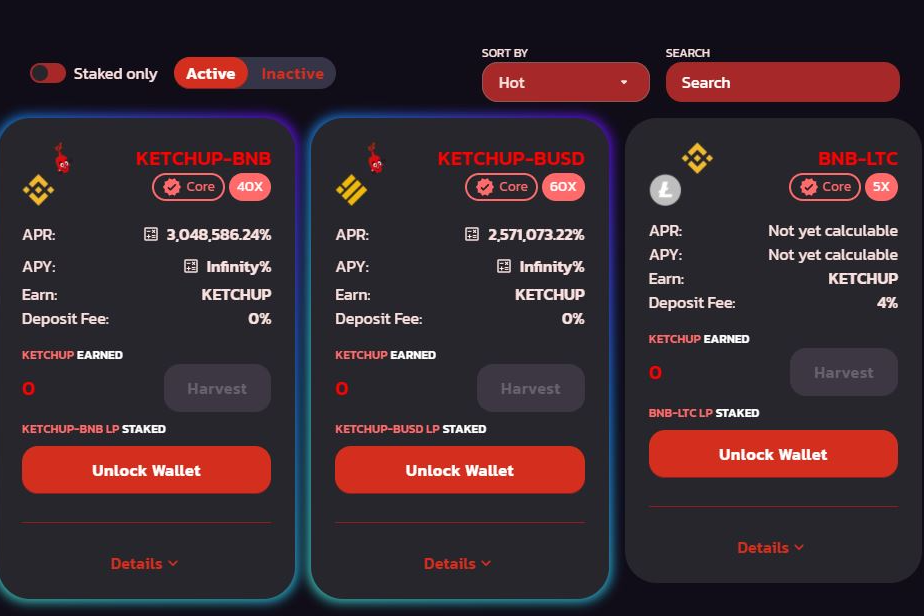 SORT BY
SEARCH
Staked only
Active
Inactive
Hot
Search
KETCHUP-BNB
Core
40X
APR:
3,048,586.24%
APY:
Infinity%
Earn:
KETCHUP
Deposit Fee:
0%
KETCHUP EARNED
0
Harvest
KETCHUP-BNB LP STAKED
Unlock Wallet
Details
KETCHUP-BUSD
Core
60X
APR:
2,571,073.22%
APY:
Infinity%
Earn:
KETCHUP
Deposit Fee:
0%
KETCHUP EARNED
0
Harvest
KETCHUP-BUSD LP STAKED
Unlock Wallet
Details
BNB-LTC
Core
5X
APR:
Not yet calculable
APY:
Not yet calculable
Earn:
KETCHUP
Deposit Fee:
4%
KETCHUP EARNED
0
Harvest
BNB-LTC LP STAKED
Unlock Wallet
Details